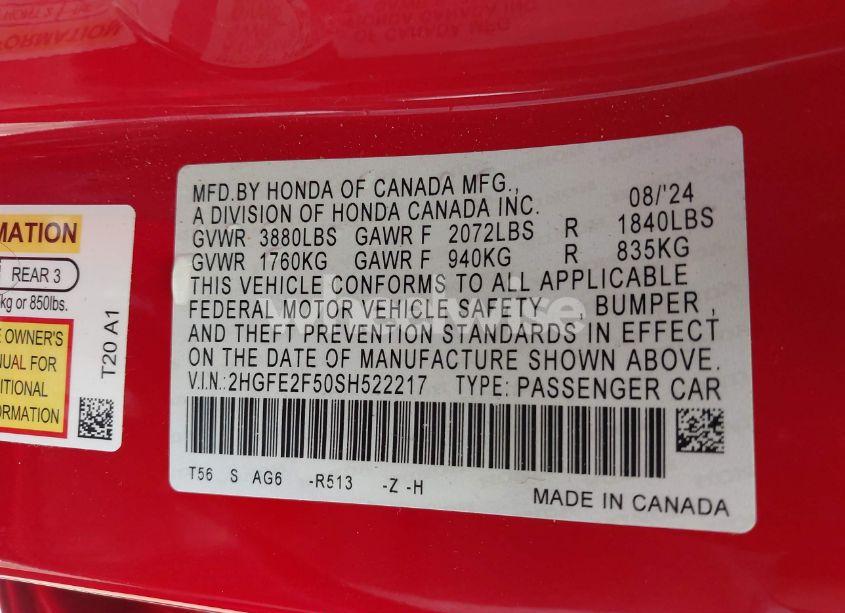 MFD.BY HONDA OF CANADA MFG.,
A DIVISION OF HONDA CANADA INC. 08/'24
GVWR 3880LBS GAWR F 2072LBS R 1840LBS
GVWR 1760KG GAWR F 940KG R 835KG
THIS VEHICLE CONFORMS TO ALL APPLICABLE
FEDERAL MOTOR VEHICLE SAFETY , BUMPER ,
AND THEFT PREVENTION STANDARDS IN EFFECT
ON THE DATE OF MANUFACTURE SHOWN ABOVE.
V.I.N.: 2HGFE2F50SH522217 TYPE: PASSENGER CAR
T56 S AG6 -R513 -Z -H
MADE IN CANADA
MATION
REAR 3
kg or 850lbs.
E OWNER'S
NUAL FOR
ITIONAL
ORMATION
T20 A1